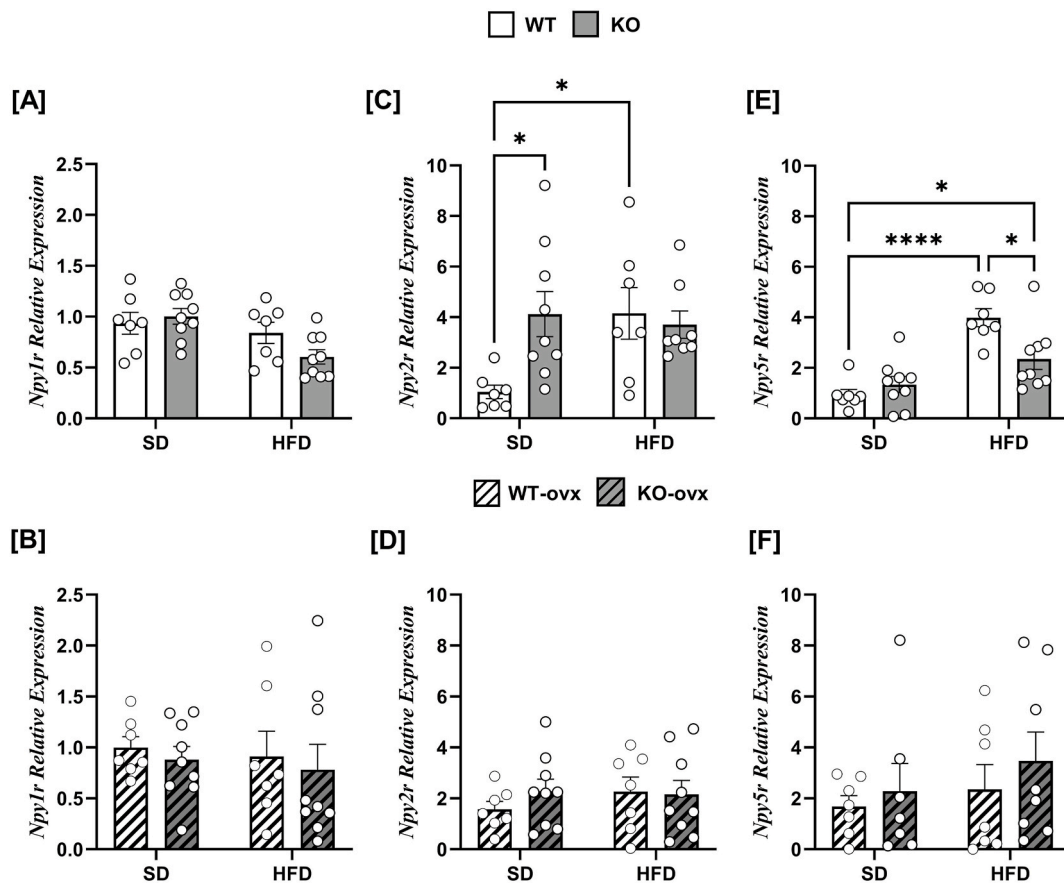 WT KO
[A]
Npy1r Relative Expression
2.5
2.0
1.5
1.0
0.5
0.0
SD HFD
[C]
Npy2r Relative Expression
10
8
6
4
2
0
*
*
SD HFD
[E]
Npy5r Relative Expression
10
8
6
4
2
0
*
**** *
SD HFD
WT-ovx KO-ovx
[B]
Npy1r Relative Expression
2.5
2.0
1.5
1.0
0.5
0.0
SD HFD
[D]
Npy2r Relative Expression
10
8
6
4
2
0
SD HFD
[F]
Npy5r Relative Expression
10
8
6
4
2
0
SD HFD